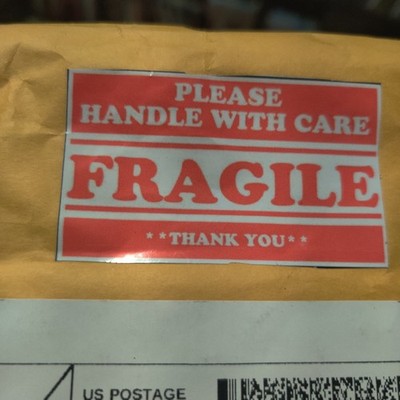 PLEASE
HANDLE WITH CARE
FRAGILE
**THANK YOU**
US POSTAGE